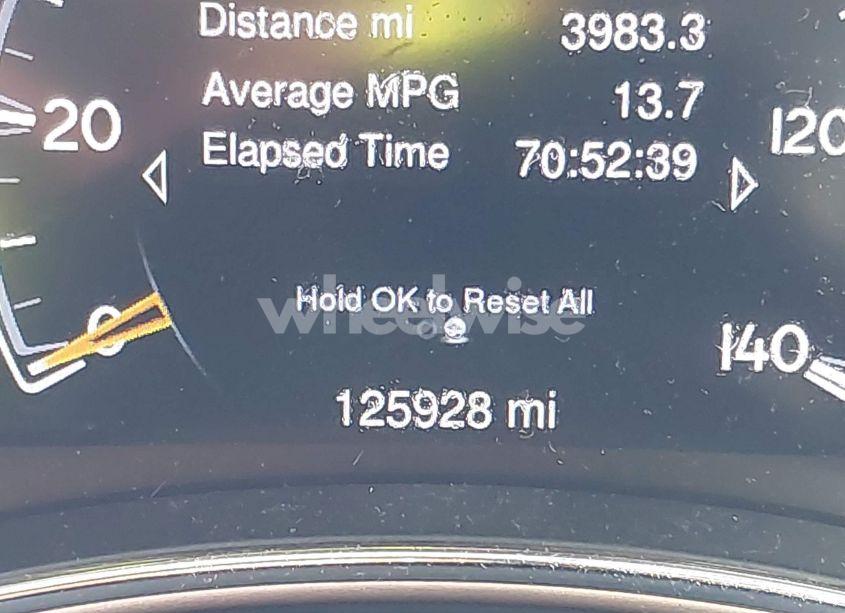 Distance mi 3983.3
Average MPG 13.7
20 120
Elapsed Time 70:52:39
Hold OK to Reset All
wheelwise
0 140
125928 mi